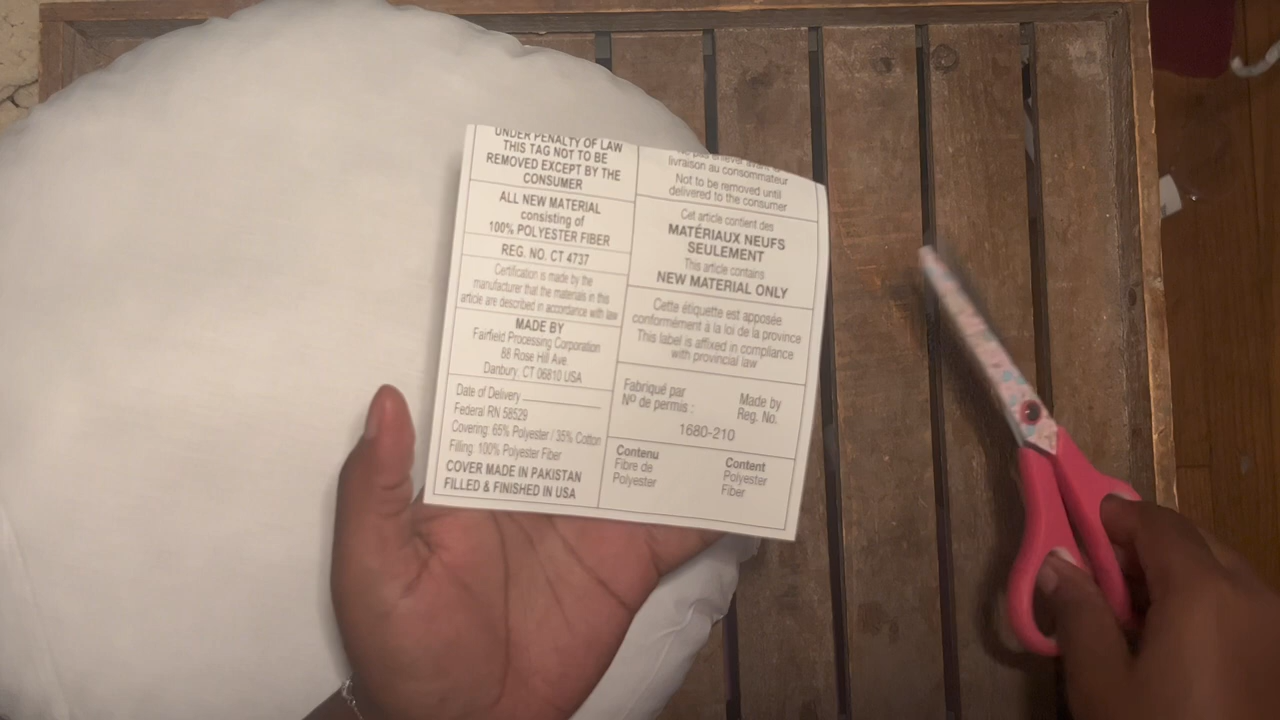 UNDER PENALTY OF LAW
THIS TAG NOT TO BE
REMOVED EXCEPT BY THE
CONSUMER
ALL NEW MATERIAL
consisting of
100% POLYESTER FIBER
REG. NO. CT 4737
Certification is made by the
manufacturer that the materials in this
article are described in accordance with law
MADE BY
Fairfield Processing Corporation
88 Rose Hill Ave.
Danbury, CT 06810 USA
Date of Delivery
Federal RN 58529
Covering: 65% Polyester / 35% Cotton
Filling: 100% Polyester Fiber
COVER MADE IN PAKISTAN
FILLED & FINISHED IN USA
pas enlever avant
livraison au consommateur
Not to be removed until
delivered to the consumer
Cet article contient des
MATÉRIAUX NEUFS
SEULEMENT
This article contains
NEW MATERIAL ONLY
Cette étiquette est apposée
conformément à la loi de la province
This label is affixed in compliance
with provincial law
Fabriqué par
Nº de permis :
Made by
Reg. No.
1680-210
Contenu
Fibre de
Polyester
Content
Polyester
Fiber